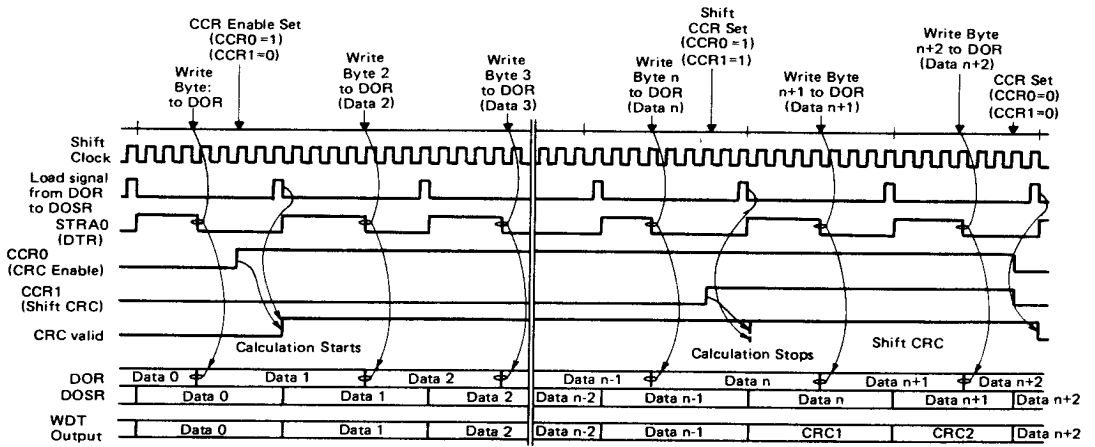 CCR Enable Set
(CCR0=1)
(CCR1=0)
Write
Byte:
to DOR
Write
Byte 2
to DOR
(Data 2)
Write
Byte 3
to DOR
(Data 3)
Write
Byte n
to DOR
(Data n)
Shift
CCR Set
(CCR0=1)
(CCR1=1)
Write Byte
n+1 to DOR
(Data n+1)
Write Byte
n+2 to DOR
(Data n+2)
CCR Set
(CCR0=0)
(CCR1=0)
Shift
Clock
Load signal
from DOR
to DOSR
STRA0
(DTR)
CCR0
(CRC Enable)
CCR1
(Shift CRC)
CRC valid
Calculation Starts
Calculation Stops
Shift CRC
DOR Data 0 Data 1 Data 2 Data n-1 Data n Data n+1 Data n+2
DOSR Data 0 Data 1 Data 2 Data n-2 Data n-1 Data n Data n+1 Data n+2
WDT
Output Data 0 Data 1 Data 2 Data n-2 Data n-1 CRC1 CRC2 Data n+2